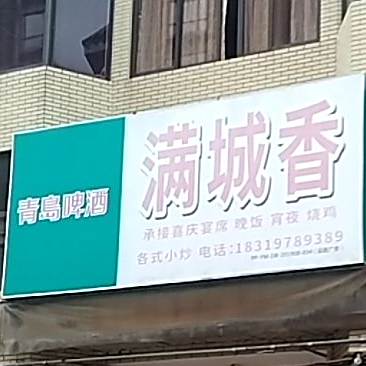 青島啤酒
满城香
承接喜庆宴席 晚饭 宵夜 烧鸡
各式小炒 电话:18319789389